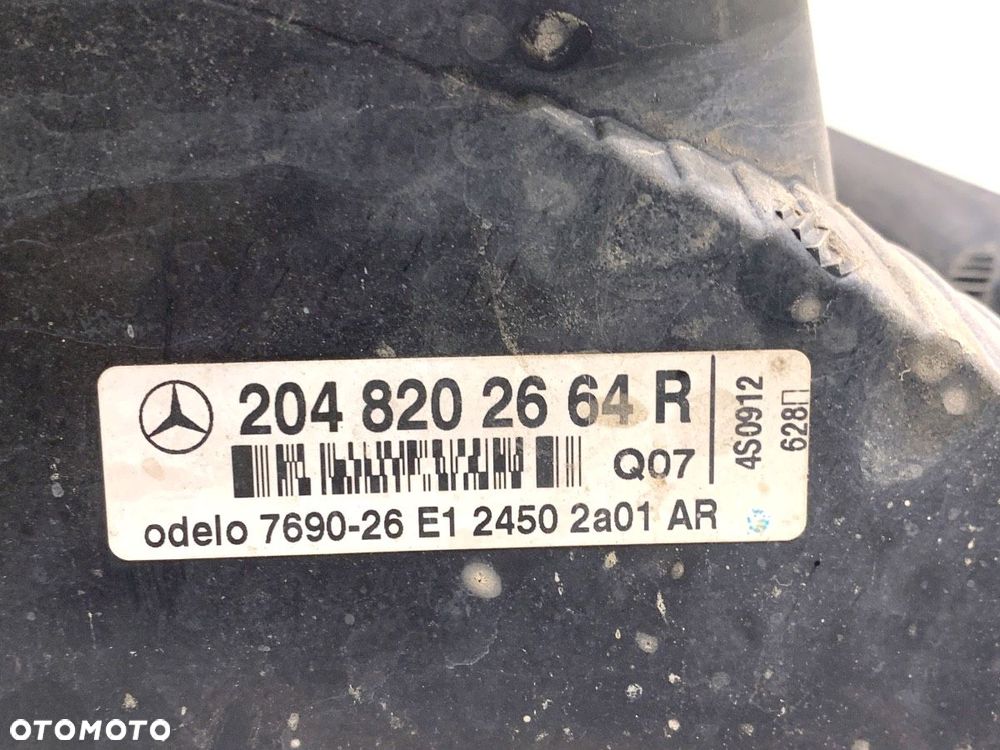 204 820 26 64 R
Q07
4S0912
628
odelo 7690-26 E1 2450 2a01 AR
OTOMOTO